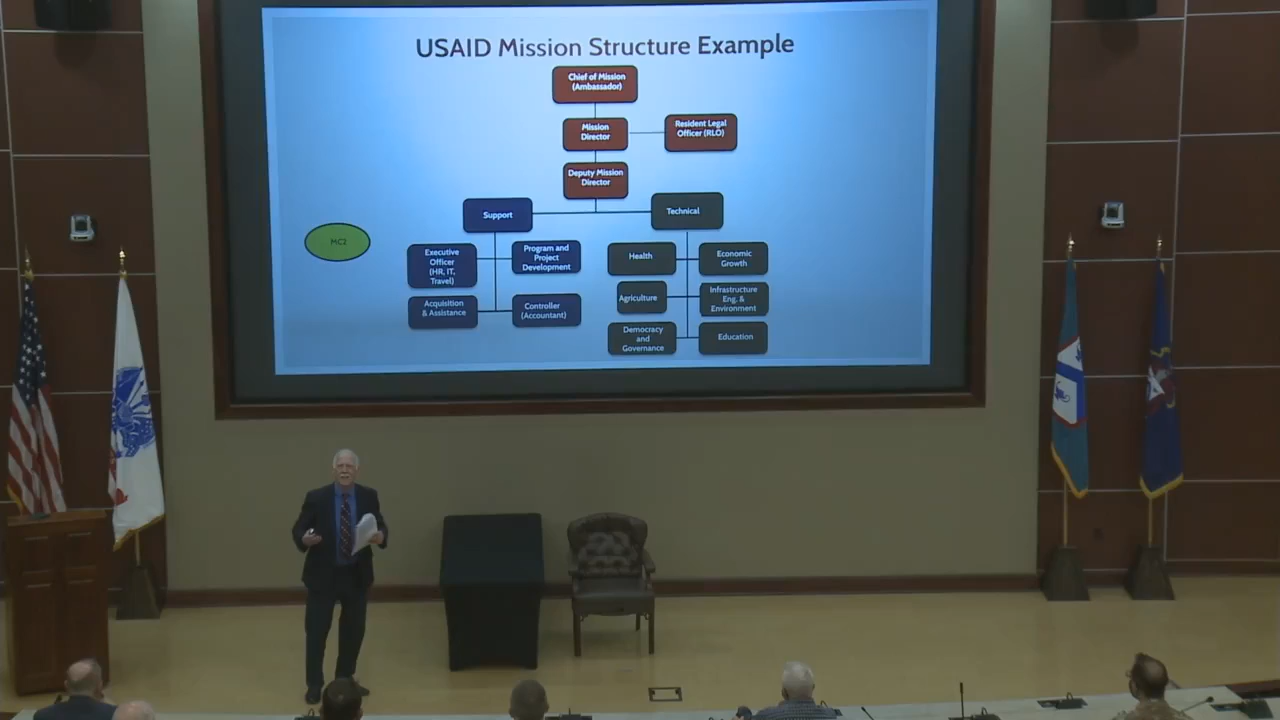 USAID Mission Structure Example
Chief of Mission
(Ambassador)
Mission
Director
Resident Legal
Officer (RLO)
Deputy Mission
Director
Support
Technical
MC2
Executive
Officer
(HR, IT,
Travel)
Program and
Project
Development
Health
Economic
Growth
Acquisition
& Assistance
Controller
(Accountant)
Agriculture
Infrastructure
Eng. &
Environment
Democracy
and
Governance
Education